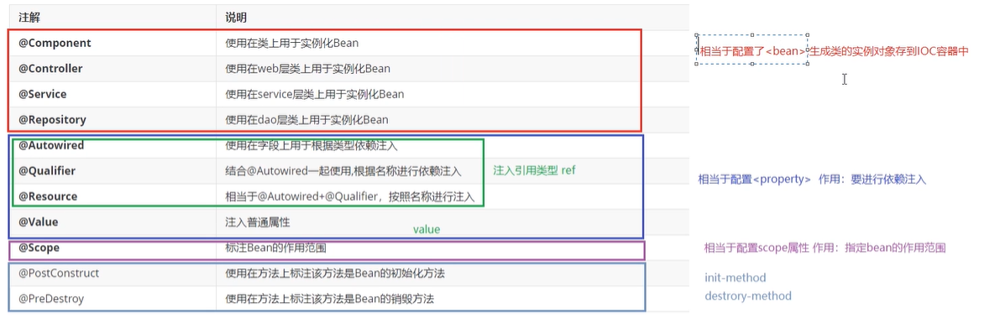 注解 说明
@Component 使用在类上用于实例化Bean
相当于配置了<bean> 生成类的实例对象存到IOC容器中
@Controller 使用在web层类上用于实例化Bean
@Service 使用在service层类上用于实例化Bean
@Repository 使用在dao层类上用于实例化Bean
@Autowired 使用在字段上用于根据类型依赖注入
@Qualifier 结合@Autowired一起使用,根据名称进行依赖注入 注入引用类型 ref
相当于配置<property> 作用：要进行依赖注入
@Resource 相当于@Autowired+@Qualifier，按照名称进行注入
@Value 注入普通属性
value
@Scope 标注Bean的作用范围 相当于配置scope属性 作用：指定bean的作用范围
@PostConstruct 使用在方法上标注该方法是Bean的初始化方法
init-method
@PreDestroy 使用在方法上标注该方法是Bean的销毁方法
destrory-method